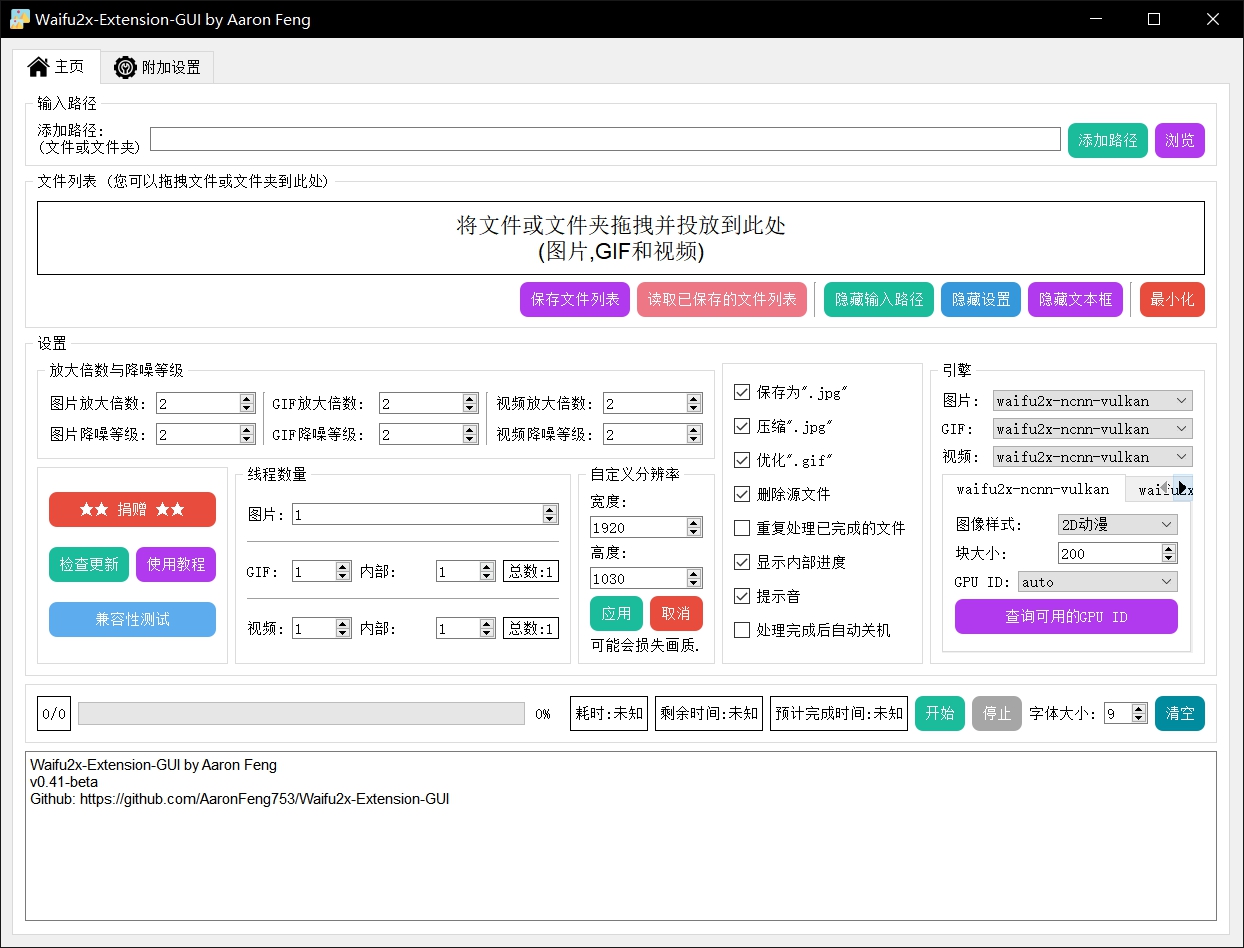 Waifu2x-Extension-GUI by Aaron Feng
主页
附加设置
输入路径
添加路径:
(文件或文件夹)
添加路径
浏览
文件列表 (您可以拖拽文件或文件夹到此处)
将文件或文件夹拖拽并投放到此处
(图片,GIF和视频)
保存文件列表
读取已保存的文件列表
隐藏输入路径
隐藏设置
隐藏文本框
最小化
设置
放大倍数与降噪等级
图片放大倍数: 2
GIF放大倍数: 2
视频放大倍数: 2
图片降噪等级: 2
GIF降噪等级: 2
视频降噪等级: 2
★★ 捐赠 ★★
检查更新
使用教程
兼容性测试
线程数量
图片: 1
GIF: 1 内部: 1 总数:1
视频: 1 内部: 1 总数:1
自定义分辨率
宽度:
1920
高度:
1030
应用
取消
可能会损失画质.
保存为".jpg"
压缩".jpg"
优化".gif"
删除源文件
重复处理已完成的文件
显示内部进度
提示音
处理完成后自动关机
引擎
图片: waifu2x-ncnn-vulkan
GIF: waifu2x-ncnn-vulkan
视频: waifu2x-ncnn-vulkan
waifu2x-ncnn-vulkan
waifu2x
图像样式: 2D动漫
块大小: 200
GPU ID: auto
查询可用的GPU ID
0/0
0%
耗时:未知
剩余时间:未知
预计完成时间:未知
开始
停止
字体大小: 9
清空
Waifu2x-Extension-GUI by Aaron Feng
v0.41-beta
Github: https://github.com/AaronFeng753/Waifu2x-Extension-GUI